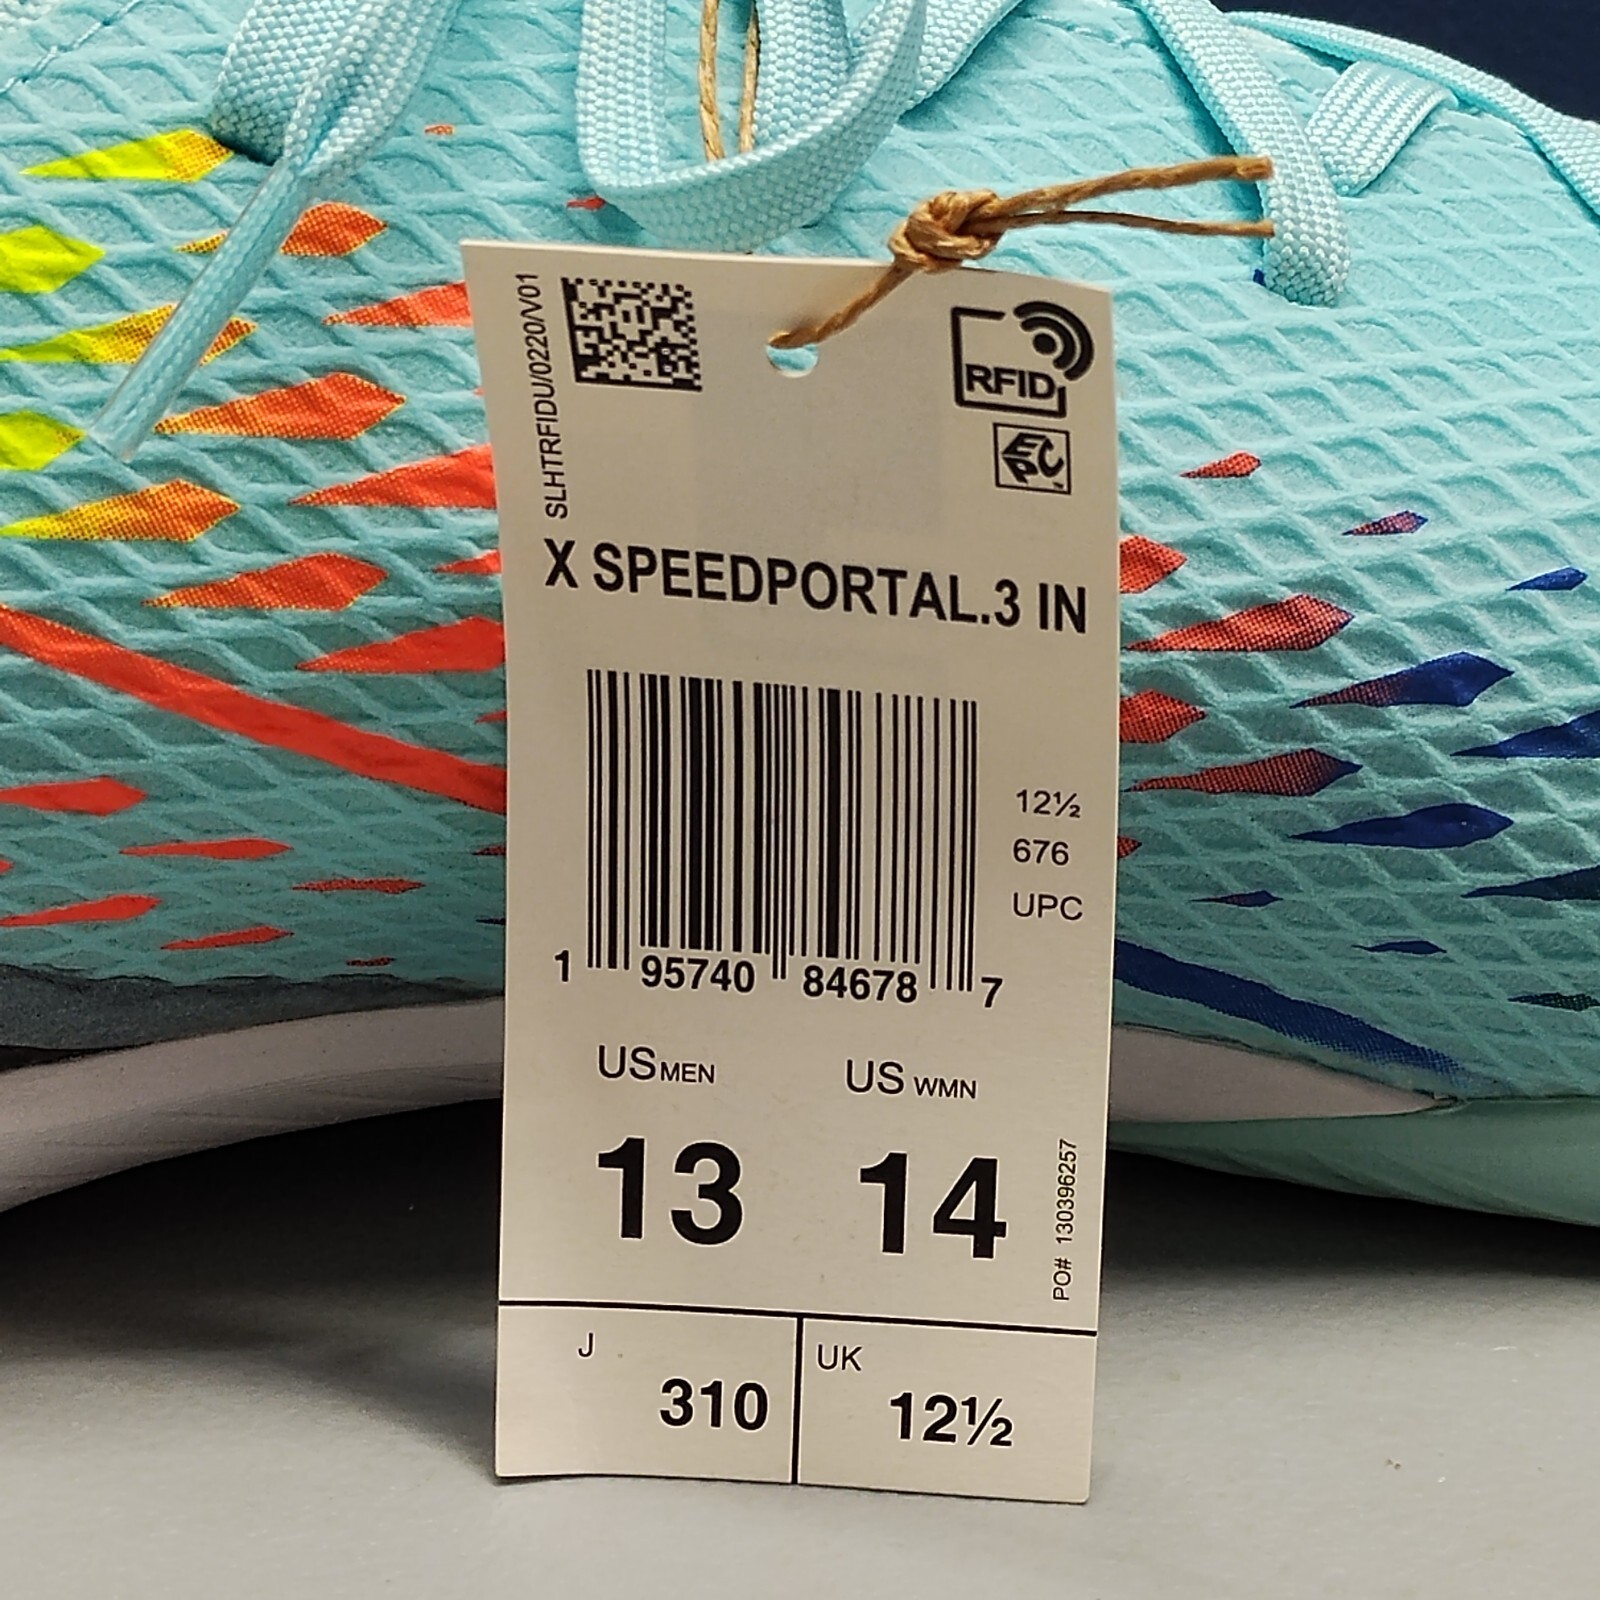 SLHTRFIDU/0220/V01
RFID
EPC
™
X SPEEDPORTAL.3 IN
12½
676
UPC
1 95740 84678 7
US MEN US WMN
13 14
PO# 130396257
J 310 UK 12½